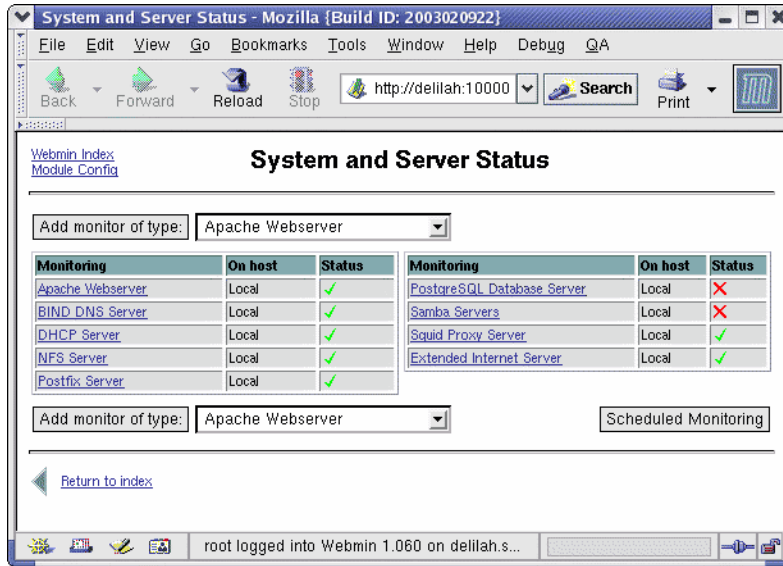 System and Server Status - Mozilla {Build ID: 2003020922}
File Edit View Go Bookmarks Tools Window Help Debug QA
Back Forward Reload Stop http://delilah:10000 Search Print
Webmin Index
Module Config
System and Server Status
Add monitor of type: Apache Webserver
Monitoring On host Status
Apache Webserver Local
BIND DNS Server Local
DHCP Server Local
NFS Server Local
Postfix Server Local
Monitoring On host Status
PostgreSQL Database Server Local
Samba Servers Local
Squid Proxy Server Local
Extended Internet Server Local
Add monitor of type: Apache Webserver
Scheduled Monitoring
Return to index
root logged into Webmin 1.060 on delilah.s...